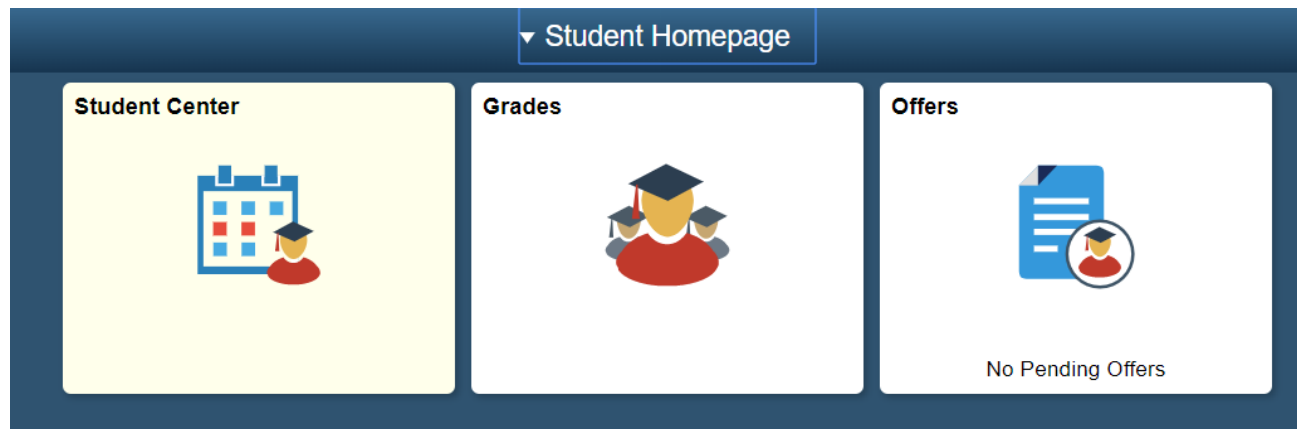 Student Homepage
Student Center
Grades
Offers
No Pending Offers